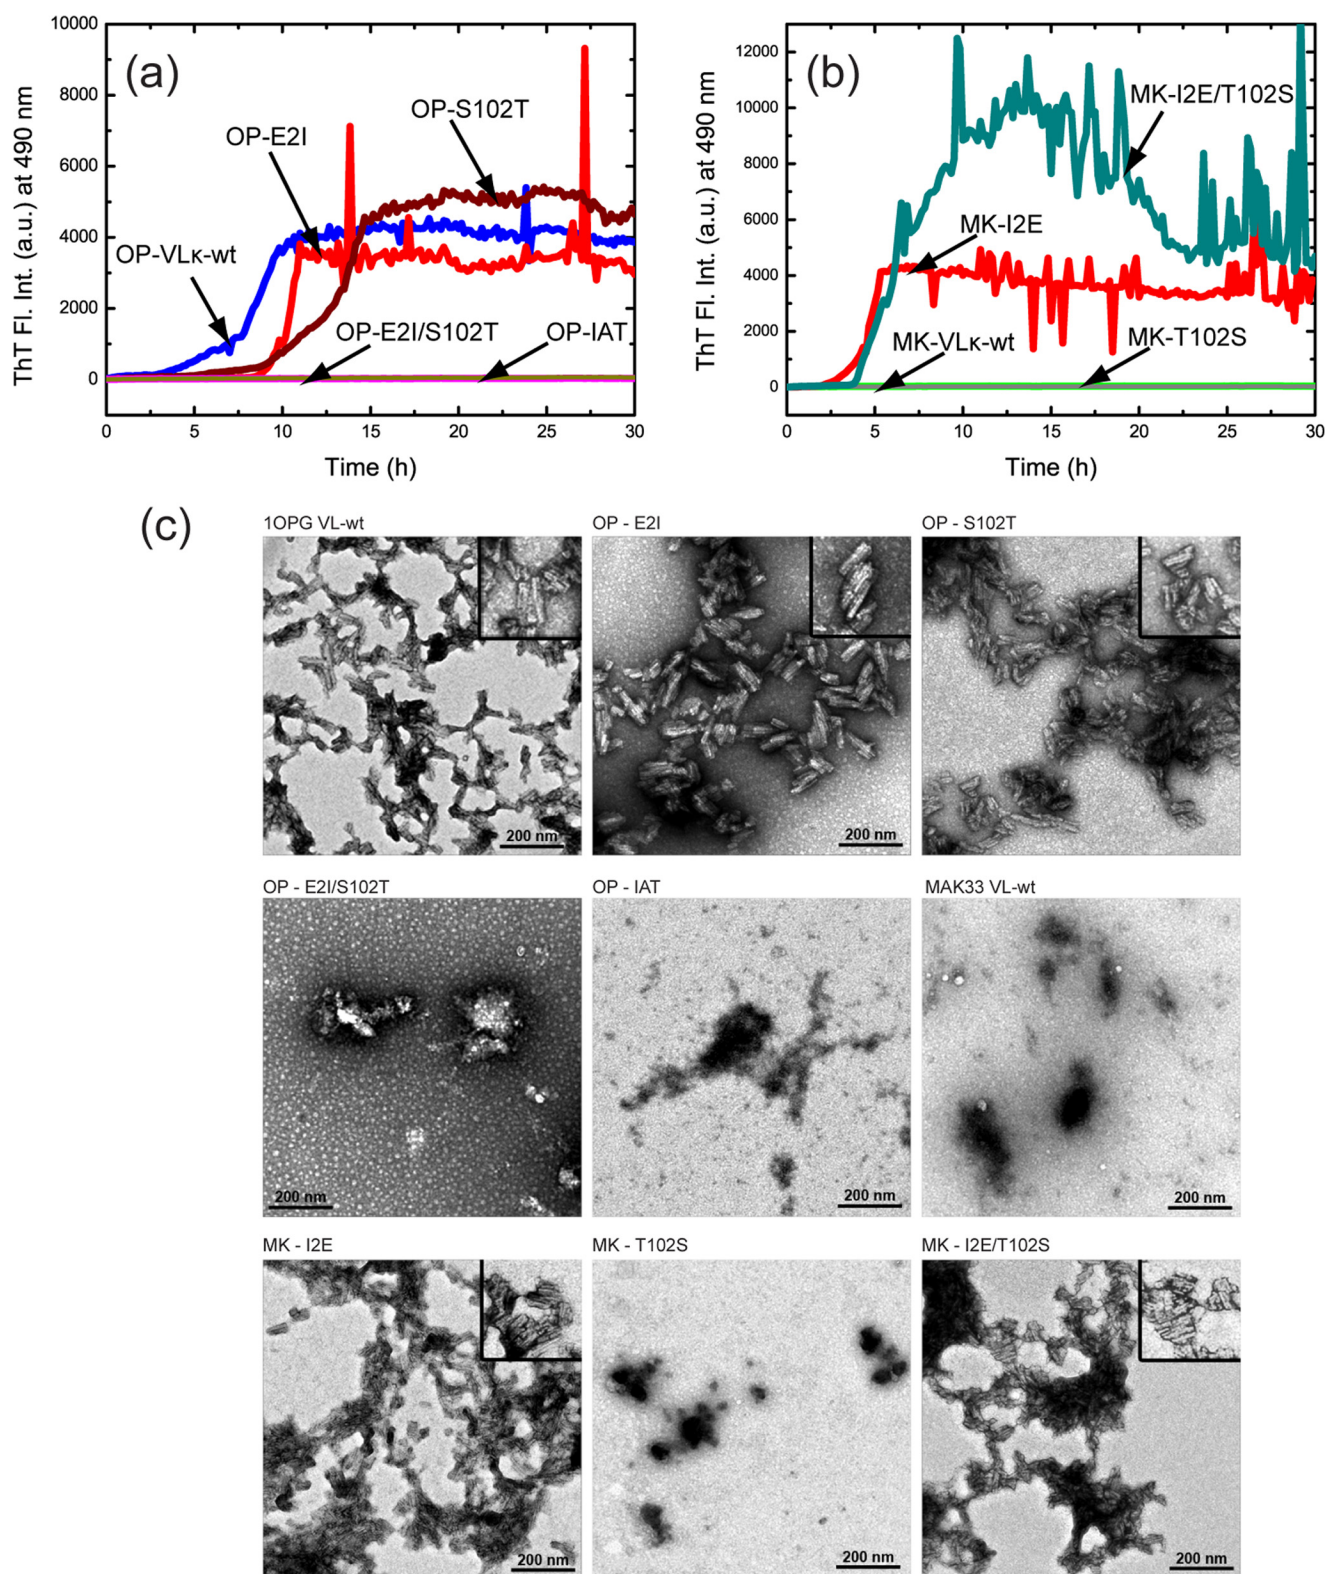 (a)
ThT Fl. Int. (a.u.) at 490 nm
10000
8000
6000
4000
2000
0
OP-S102T
OP-E2I
OP-VLκ-wt
OP-E2I/S102T
OP-IAT
0 5 10 15 20 25 30
Time (h)
(b)
ThT Fl. Int. (a.u.) at 490 nm
12000
10000
8000
6000
4000
2000
0
MK-I2E/T102S
MK-I2E
MK-VLκ-wt
MK-T102S
0 5 10 15 20 25 30
Time (h)
(c)
1OPG VL-wt
OP - E2I
OP - S102T
200 nm
200 nm
200 nm
OP - E2I/S102T
OP - IAT
MAK33 VL-wt
200 nm
200 nm
200 nm
MK - I2E
MK - T102S
MK - I2E/T102S
200 nm
200 nm
200 nm